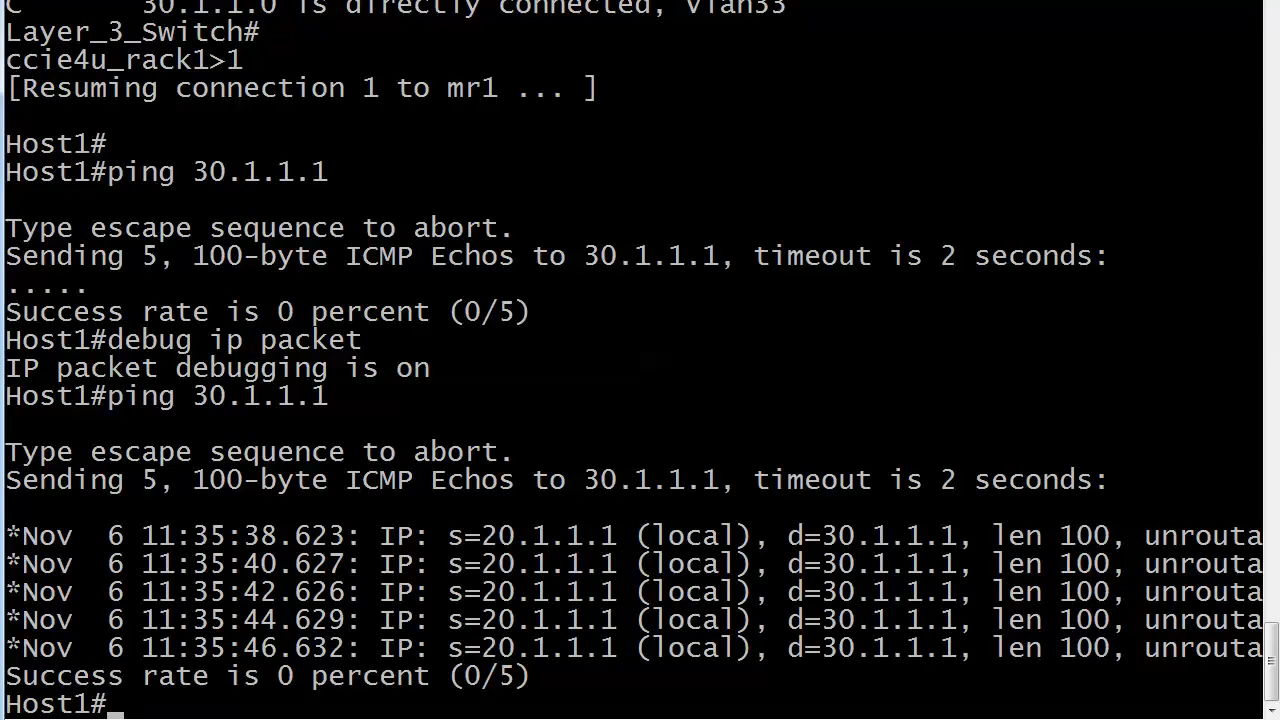 C       30.1.1.0 is directly connected, Vlan33
Layer_3_Switch#
ccie4u_rack1>1
[Resuming connection 1 to mr1 ... ]
Host1#
Host1#ping 30.1.1.1
Type escape sequence to abort.
Sending 5, 100-byte ICMP Echos to 30.1.1.1, timeout is 2 seconds:
.....
Success rate is 0 percent (0/5)
Host1#debug ip packet
IP packet debugging is on
Host1#ping 30.1.1.1
Type escape sequence to abort.
Sending 5, 100-byte ICMP Echos to 30.1.1.1, timeout is 2 seconds:
*Nov  6 11:35:38.623: IP: s=20.1.1.1 (local), d=30.1.1.1, len 100, unrouta
*Nov  6 11:35:40.627: IP: s=20.1.1.1 (local), d=30.1.1.1, len 100, unrouta
*Nov  6 11:35:42.626: IP: s=20.1.1.1 (local), d=30.1.1.1, len 100, unrouta
*Nov  6 11:35:44.629: IP: s=20.1.1.1 (local), d=30.1.1.1, len 100, unrouta
*Nov  6 11:35:46.632: IP: s=20.1.1.1 (local), d=30.1.1.1, len 100, unrouta
Success rate is 0 percent (0/5)
Host1#